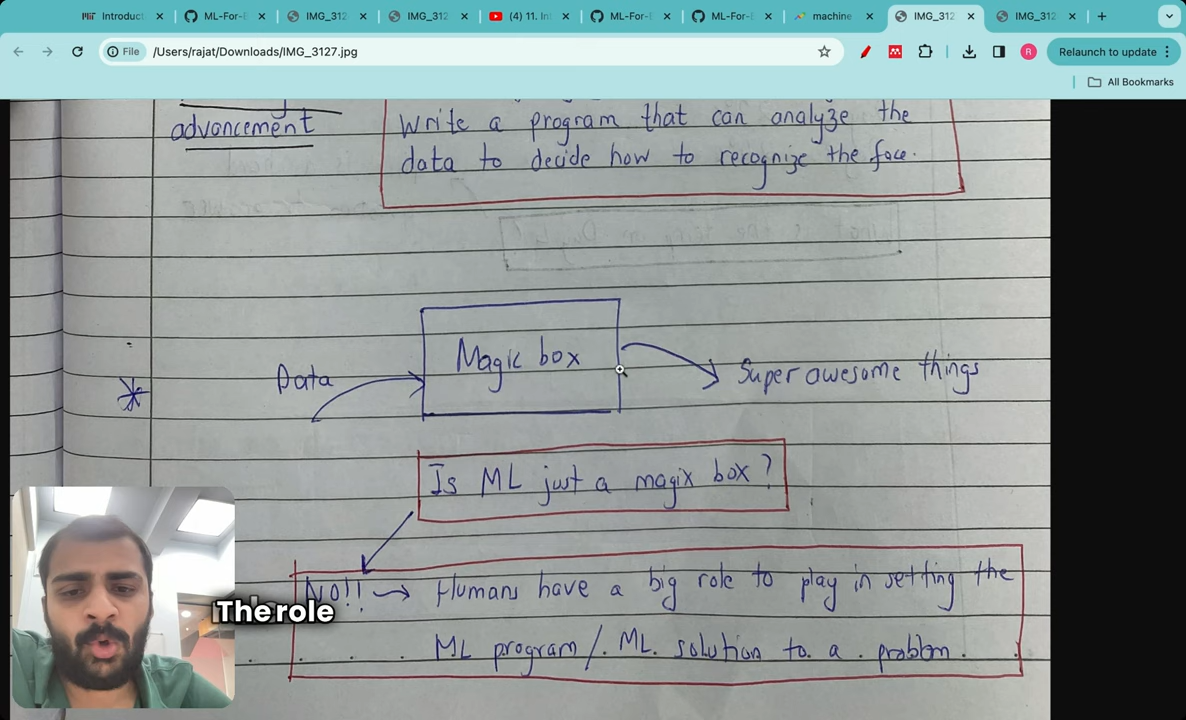 Introduct
ML-For-B
IMG_312
IMG_312
(4) 11. Int
ML-For-B
ML-For-B
machine
IMG_312
IMG_312
File /Users/rajat/Downloads/IMG_3127.jpg
R
Relaunch to update
All Bookmarks
advancement
Write a program that can analyze the
data to decide how to recognize the face.
Data
Magic box
Super awesome things
Is ML just a magix box?
No!! → Humans have a big role to play in setting the
The role
ML program/. ML. solution to. a . problem.